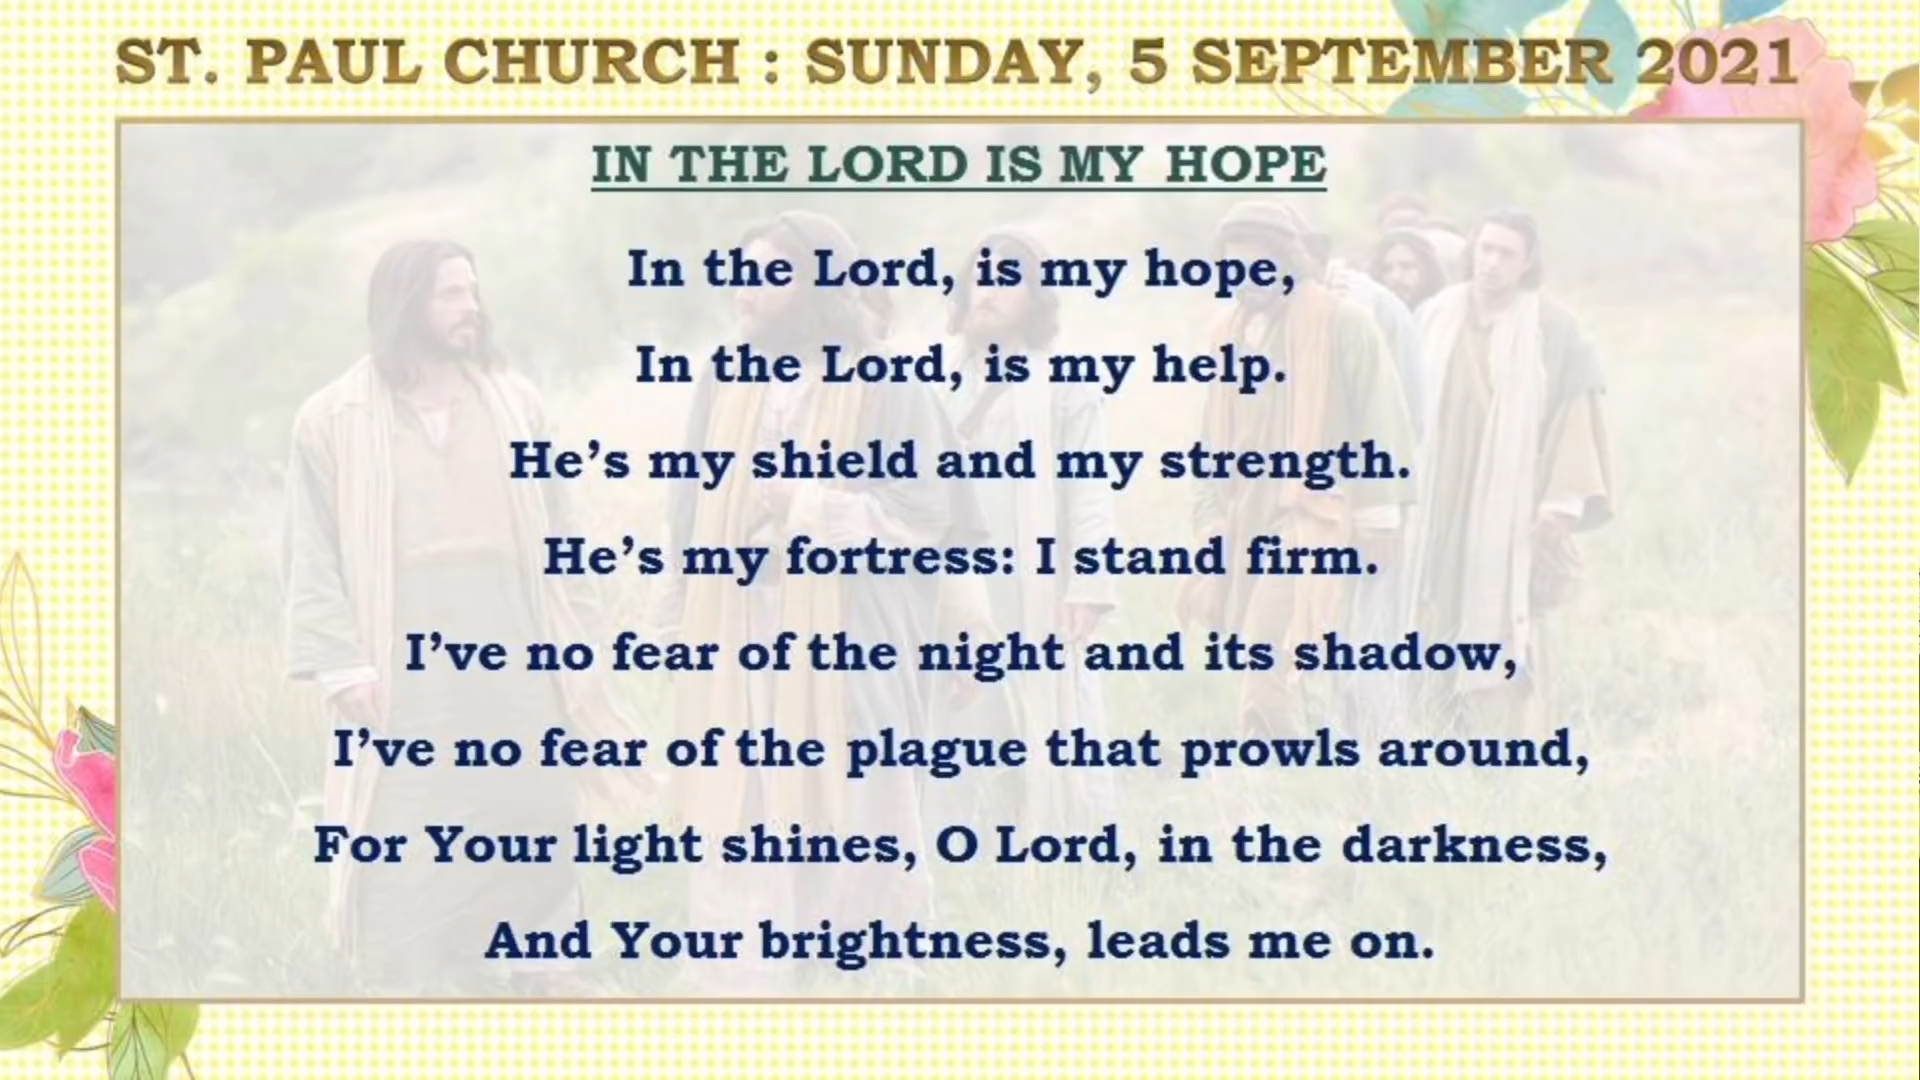 ST. PAUL CHURCH : SUNDAY, 5 SEPTEMBER 2021
IN THE LORD IS MY HOPE
In the Lord, is my hope,
In the Lord, is my help.
He’s my shield and my strength.
He’s my fortress: I stand firm.
I’ve no fear of the night and its shadow,
I’ve no fear of the plague that prowls around,
For Your light shines, O Lord, in the darkness,
And Your brightness, leads me on.